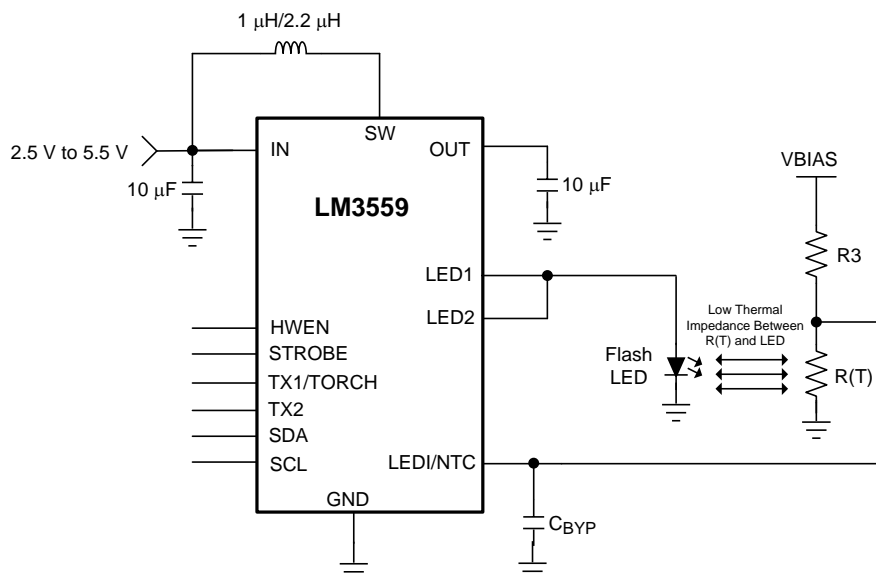 1 μH/2.2 μH
2.5 V to 5.5 V
IN
SW
OUT
10 μF
10 μF
LM3559
VBIAS
R3
LED1
LED2
Low Thermal
Impedance Between
R(T) and LED
Flash
LED
R(T)
HWEN
STROBE
TX1/TORCH
TX2
SDA
SCL
LEDI/NTC
GND
CBYP